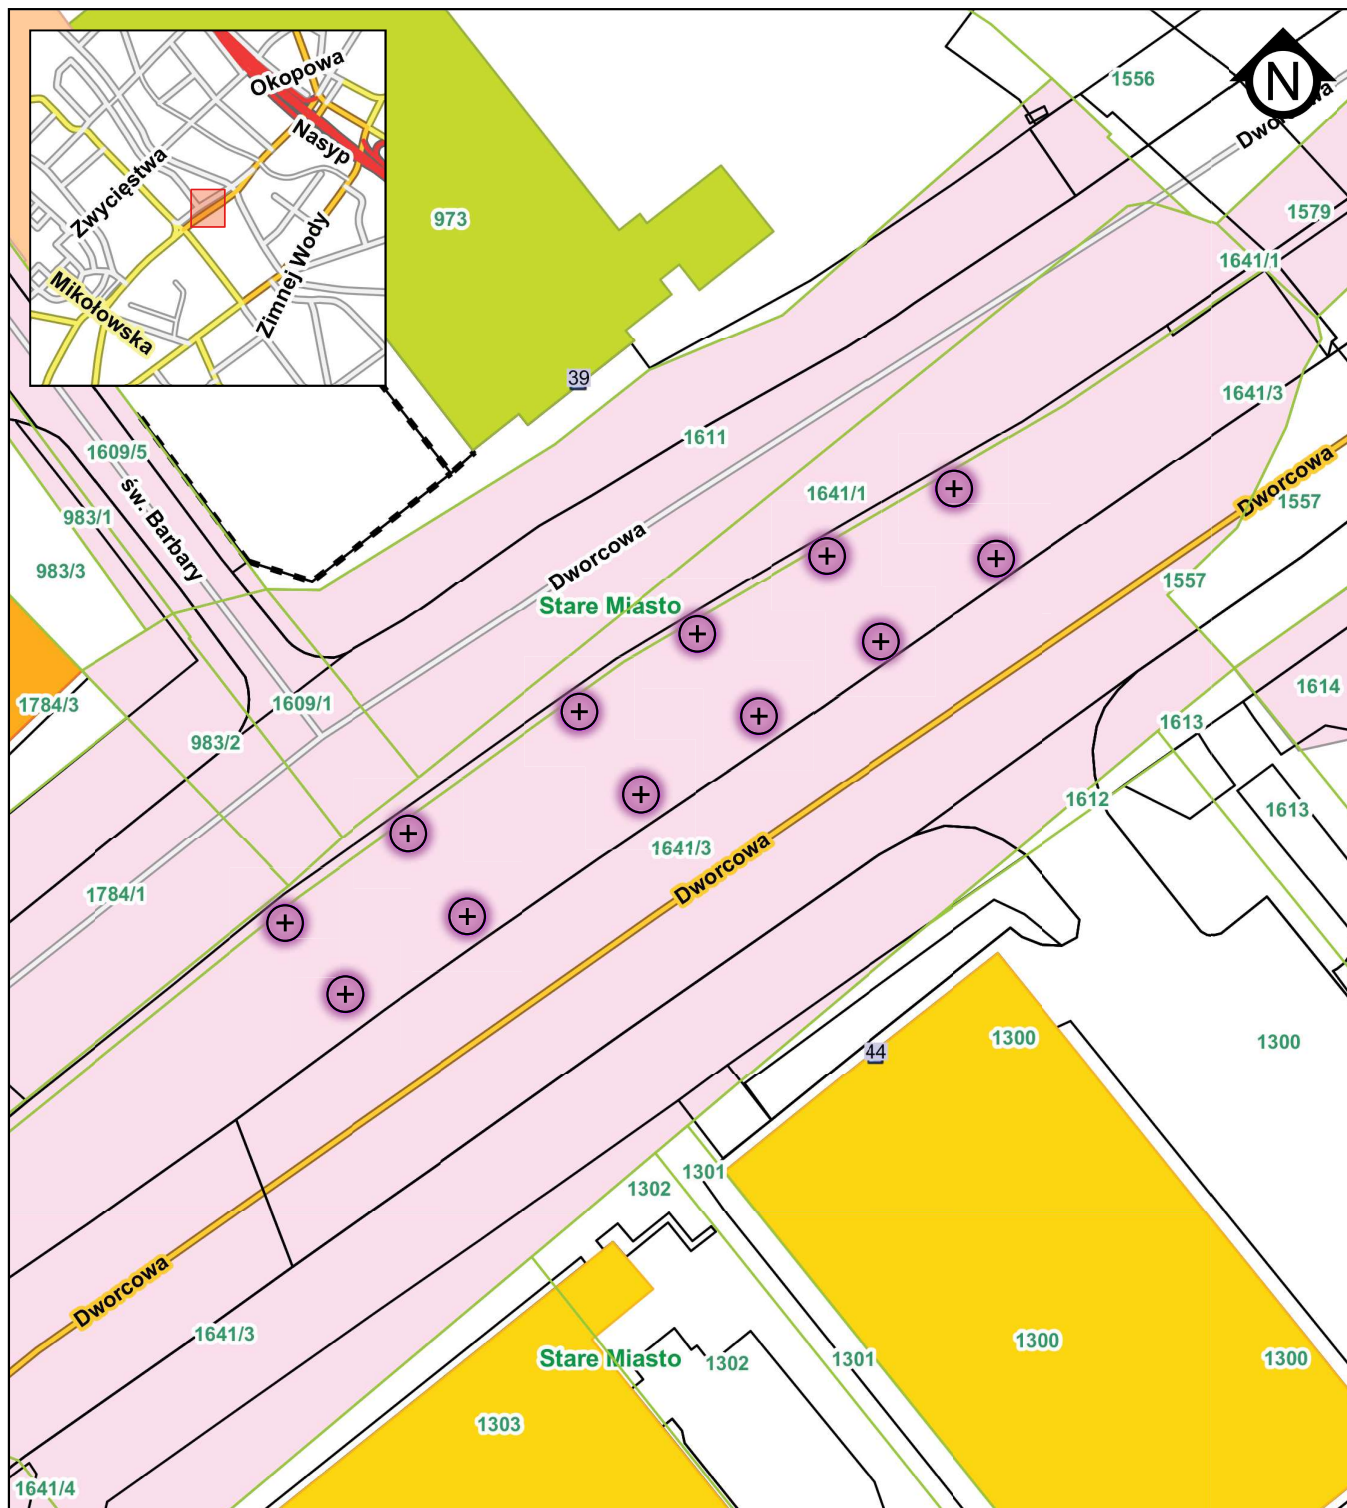 Okopowa
Nasyp
Zwycięstwa
Zimnej Wody
Mikołowska
N
1556
Dworcowa
973
1579
1641/1
39
1641/3
1611
1609/5
św. Barbary
1641/1
Dworcowa
1557
983/1
983/3
Dworcowa
1557
Stare Miasto
1784/3
1609/1
983/2
1614
1613
1612
1613
1641/3
Dworcowa
1784/1
44
1300
1300
1301
1302
Dworcowa
1641/3
1300
Stare Miasto
1302
1301
1300
1303
1641/4